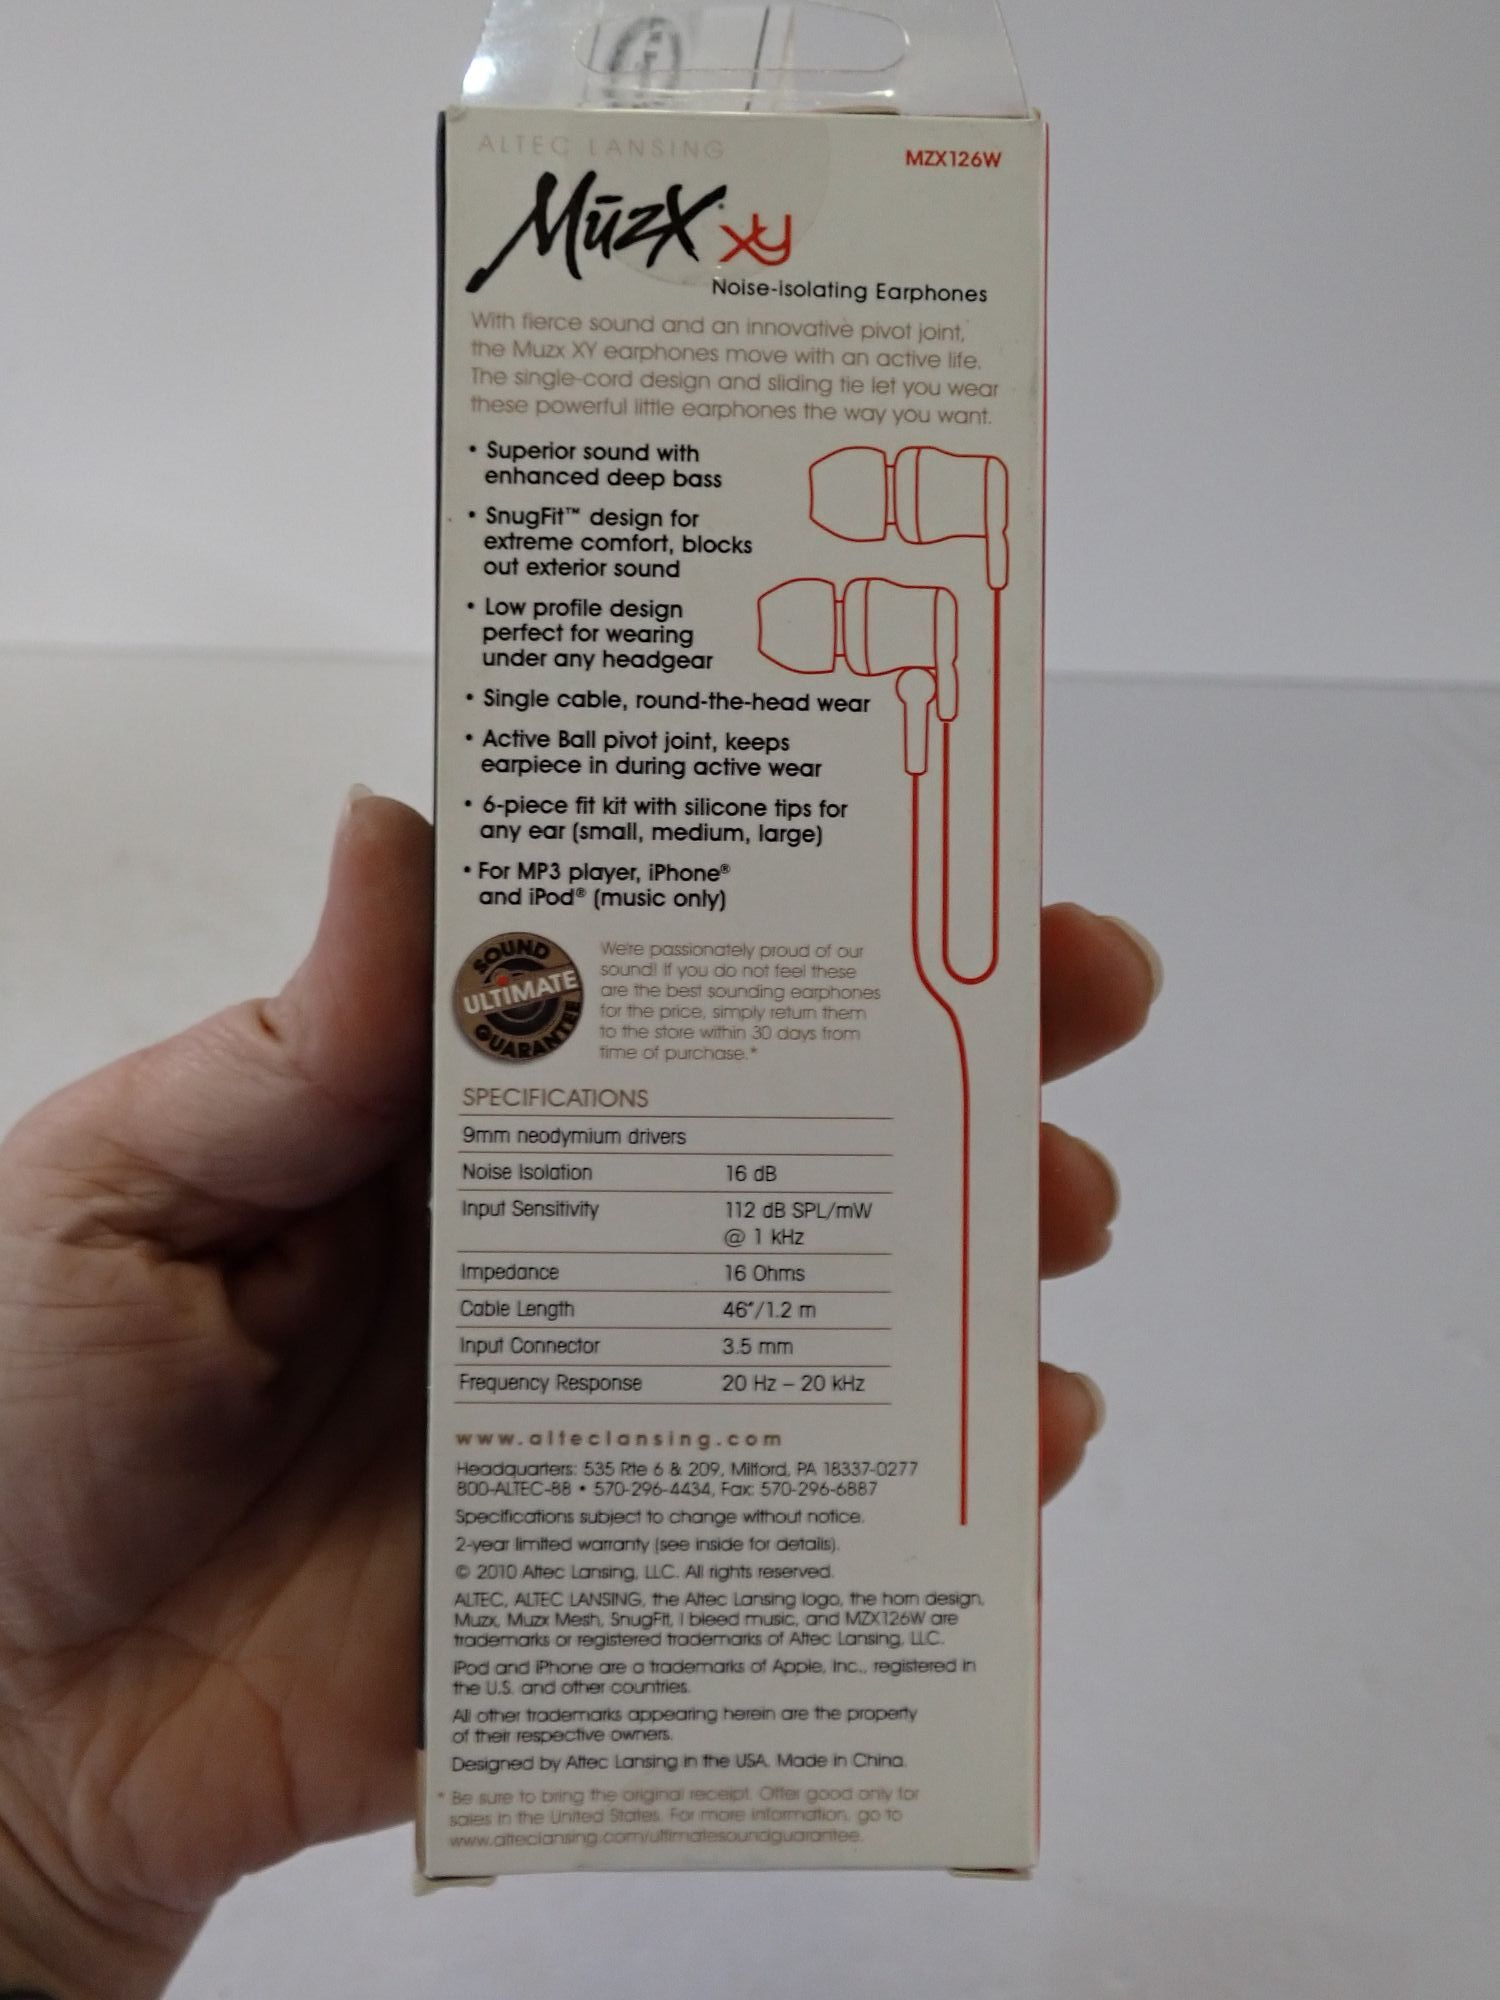 ALTEC LANSING
MZX126W
MūzX® xy
Noise-isolating Earphones
With fierce sound and an innovative pivot joint,
the Muzx XY earphones move with an active life.
The single-cord design and sliding tie let you wear
these powerful little earphones the way you want.
• Superior sound with
enhanced deep bass
• SnugFit™ design for
extreme comfort, blocks
out exterior sound
• Low profile design
perfect for wearing
under any headgear
• Single cable, round-the-head wear
• Active Ball pivot joint, keeps
earpiece in during active wear
• 6-piece fit kit with silicone tips for
any ear (small, medium, large)
• For MP3 player, iPhone®
and iPod® (music only)
SOUND
ULTIMATE
GUARANTEE
We're passionately proud of our
sound! If you do not feel these
are the best sounding earphones
for the price, simply return them
to the store within 30 days from
time of purchase.*
SPECIFICATIONS
9mm neodymium drivers
Noise Isolation 16 dB
Input Sensitivity 112 dB SPL/mW
@ 1 kHz
Impedance 16 Ohms
Cable Length 46"/1.2 m
Input Connector 3.5 mm
Frequency Response 20 Hz – 20 kHz
www.alteclansing.com
Headquarters: 535 Rte 6 & 209, Milford, PA 18337-0277
800-ALTEC-88 • 570-296-4434, Fax: 570-296-6887
Specifications subject to change without notice.
2-year limited warranty (see inside for details).
© 2010 Altec Lansing, LLC. All rights reserved.
ALTEC, ALTEC LANSING, the Altec Lansing logo, the horn design,
Muzx, Muzx Mesh, SnugFit, I bleed music, and MZX126W are
trademarks or registered trademarks of Altec Lansing, LLC.
iPod and iPhone are a trademarks of Apple, Inc., registered in
the U.S. and other countries.
All other trademarks appearing herein are the property
of their respective owners.
Designed by Altec Lansing in the USA. Made in China.
* Be sure to bring the original receipt. Offer good only for
sales in the United States. For more information, go to
www.alteclansing.com/ultimatesoundguarantee.